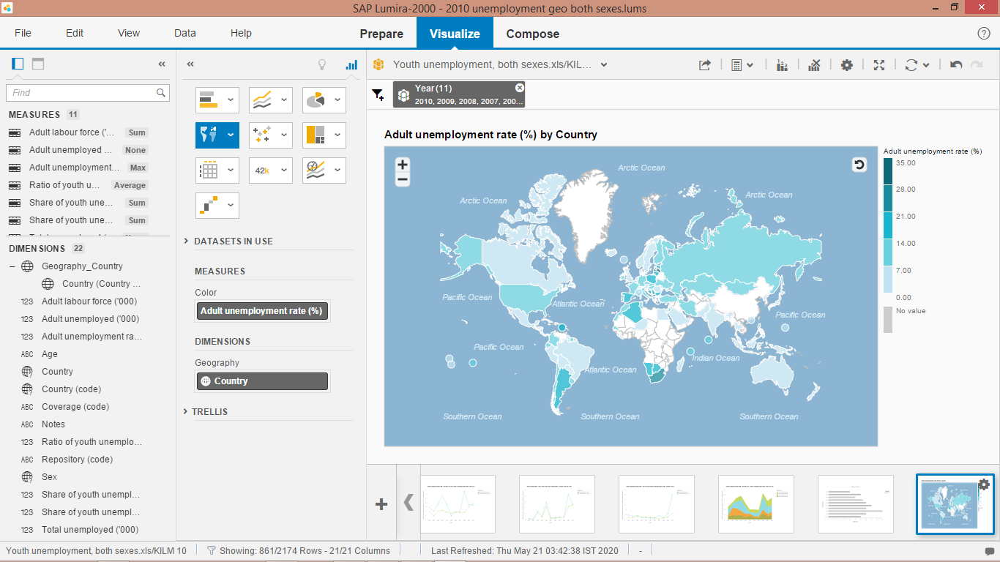 SAP Lumira-2000 - 2010 unemployment geo both sexes.lums
File Edit View Data Help
Prepare Visualize Compose
Youth unemployment, both sexes.xls/KIL...
Find
Year (11)
2010, 2009, 2008, 2007, 200...
MEASURES 11
Adult labour force ('... Sum
Adult unemployed ... None
Adult unemployment... Max
Ratio of youth u... Average
Share of youth une... Sum
Share of youth une... Sum
DIMENSIONS 22
Geography_Country
Country (Country ...
123 Adult labour force ('000)
123 Adult unemployed ('000)
123 Adult unemployment ra...
ABC Age
Country
Country (code)
ABC Coverage (code)
ABC Notes
123 Ratio of youth unemplo...
ABC Repository (code)
Sex
123 Share of youth unempl...
123 Share of youth unempl...
123 Total unemployed ('000)
42k
DATASETS IN USE
MEASURES
Color
Adult unemployment rate (%)
DIMENSIONS
Geography
Country
TRELLIS
Adult unemployment rate (%) by Country
Arctic Ocean
Arctic Ocean
Arctic Ocean
Pacific Ocean
Atlantic Ocean
Pacific Ocean
Pacific Ocean
Indian Ocean
Atlantic Ocean
Southern Ocean
Southern Ocean
Southern Ocean
Adult unemployment rate (%)
35.00
28.00
21.00
14.00
7.00
0.00
No value
Youth unemployment, both sexes.xls/KILM 10
Showing: 861/2174 Rows - 21/21 Columns
Last Refreshed: Thu May 21 03:42:38 IST 2020
-